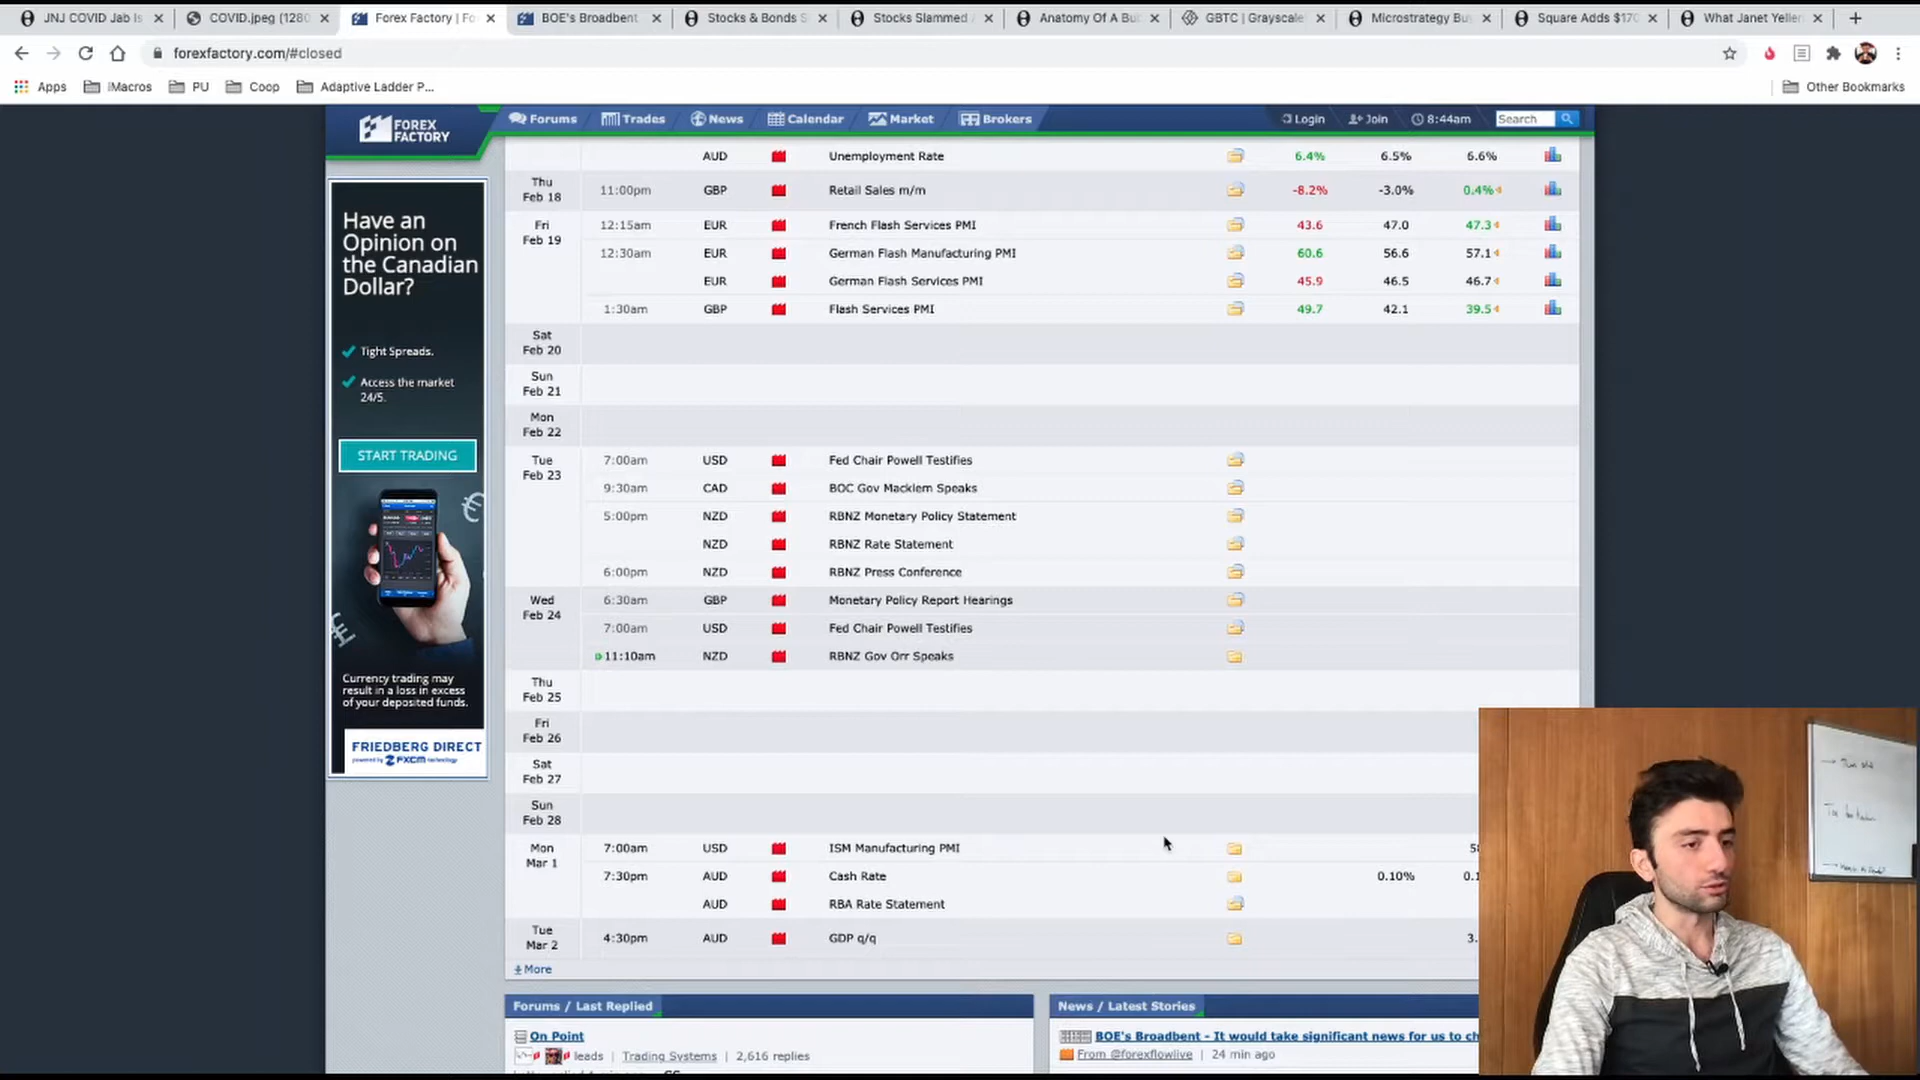 JNJ COVID Jab Is
COVID.jpeg (1280
Forex Factory | Fo
BOE's Broadbent
Stocks & Bonds S
Stocks Slammed
Anatomy Of A Bu
GBTC | Grayscale
Microstrategy Bu
Square Adds $170
What Janet Yellen
forexfactory.com/#closed
Apps
iMacros
PU
Coop
Adaptive Ladder P...
Other Bookmarks
FOREX
FACTORY
Forums
Trades
News
Calendar
Market
Brokers
Login
Join
8:44am
Search
AUD Unemployment Rate 6.4% 6.5% 6.6%
Thu
Feb 18
11:00pm GBP Retail Sales m/m -8.2% -3.0% 0.4%
Fri
Feb 19
12:15am EUR French Flash Services PMI 43.6 47.0 47.3
12:30am EUR German Flash Manufacturing PMI 60.6 56.6 57.1
EUR German Flash Services PMI 45.9 46.5 46.7
1:30am GBP Flash Services PMI 49.7 42.1 39.5
Sat
Feb 20
Sun
Feb 21
Mon
Feb 22
Tue
Feb 23
7:00am USD Fed Chair Powell Testifies
9:30am CAD BOC Gov Macklem Speaks
5:00pm NZD RBNZ Monetary Policy Statement
NZD RBNZ Rate Statement
6:00pm NZD RBNZ Press Conference
Wed
Feb 24
6:30am GBP Monetary Policy Report Hearings
7:00am USD Fed Chair Powell Testifies
11:10am NZD RBNZ Gov Orr Speaks
Thu
Feb 25
Fri
Feb 26
Sat
Feb 27
Sun
Feb 28
Mon
Mar 1
7:00am USD ISM Manufacturing PMI
7:30pm AUD Cash Rate 0.10%
AUD RBA Rate Statement
Tue
Mar 2
4:30pm AUD GDP q/q 3.
More
Have an
Opinion on
the Canadian
Dollar?
Tight Spreads.
Access the market
24/5.
START TRADING
Currency trading may
result in a loss in excess
of your deposited funds.
FRIEDBERG DIRECT
powered by FXCM technology
Forums / Last Replied
On Point
leads | Trading Systems | 2,616 replies
News / Latest Stories
BOE's Broadbent - It would take significant news for us to ch
From @forexflowlive | 24 min ago